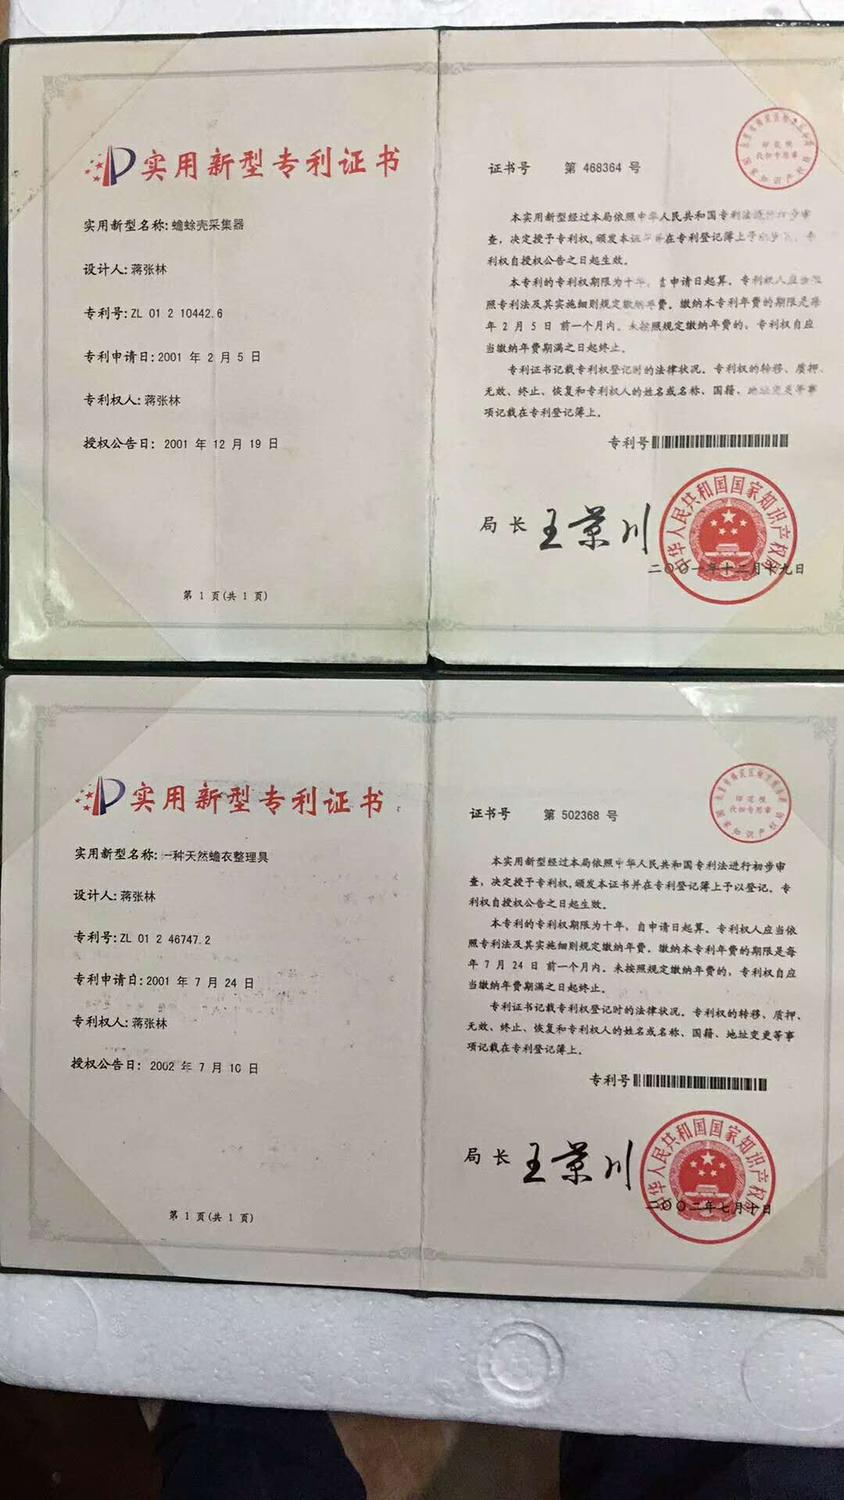 实用新型专利证书
实用新型名称:蟾蜍壳采集器
设计人:蒋张林
专利号:ZL 01 2 10442.6
专利申请日:2001 年 2 月 5 日
专利权人:蒋张林
授权公告日: 2001 年 12 月 19 日
第 1 页(共 1 页)
证书号 第 468364 号
本实用新型经过本局依照中华人民共和国专利法进行初步审
查,决定授予专利权,颁发本证书并在专利登记簿上予以登记。专
利权自授权公告之日起生效。
本专利的专利权期限为十年,自申请日起算。专利权人应当依
照专利法及其实施细则规定缴纳年费。缴纳本专利年费的期限是每
年 2 月 5 日 前一个月内。未按照规定缴纳年费的,专利权自应
当缴纳年费期满之日起终止。
专利证书记载专利权登记时的法律状况。专利权的转移、质押、
无效、终止、恢复和专利权人的姓名或名称、国籍、地址变更等事
项记载在专利登记簿上。
专利号
局长 王景川
中华人民共和国国家知识产权局
二〇〇一年十二月十九日
实用新型专利证书
实用新型名称:一种天然蟾衣整理具
设计人:蒋张林
专利号:ZL 01 2 46747.2
专利申请日:2001 年 7 月 24 日
专利权人:蒋张林
授权公告日: 2002 年 7 月 10 日
第 1 页(共 1 页)
证书号 第 502368 号
印花税
代扣专用章
本实用新型经过本局依照中华人民共和国专利法进行初步审
查,决定授予专利权,颁发本证书并在专利登记簿上予以登记。专
利权自授权公告之日起生效。
本专利的专利权期限为十年,自申请日起算。专利权人应当依
照专利法及其实施细则规定缴纳年费。缴纳本专利年费的期限是每
年 7 月 24 日 前一个月内。未按照规定缴纳年费的,专利权自应
当缴纳年费期满之日起终止。
专利证书记载专利权登记时的法律状况。专利权的转移、质押、
无效、终止、恢复和专利权人的姓名或名称、国籍、地址变更等事
项记载在专利登记簿上。
专利号
局长 王景川
中华人民共和国国家知识产权局
二〇〇二年七月十日